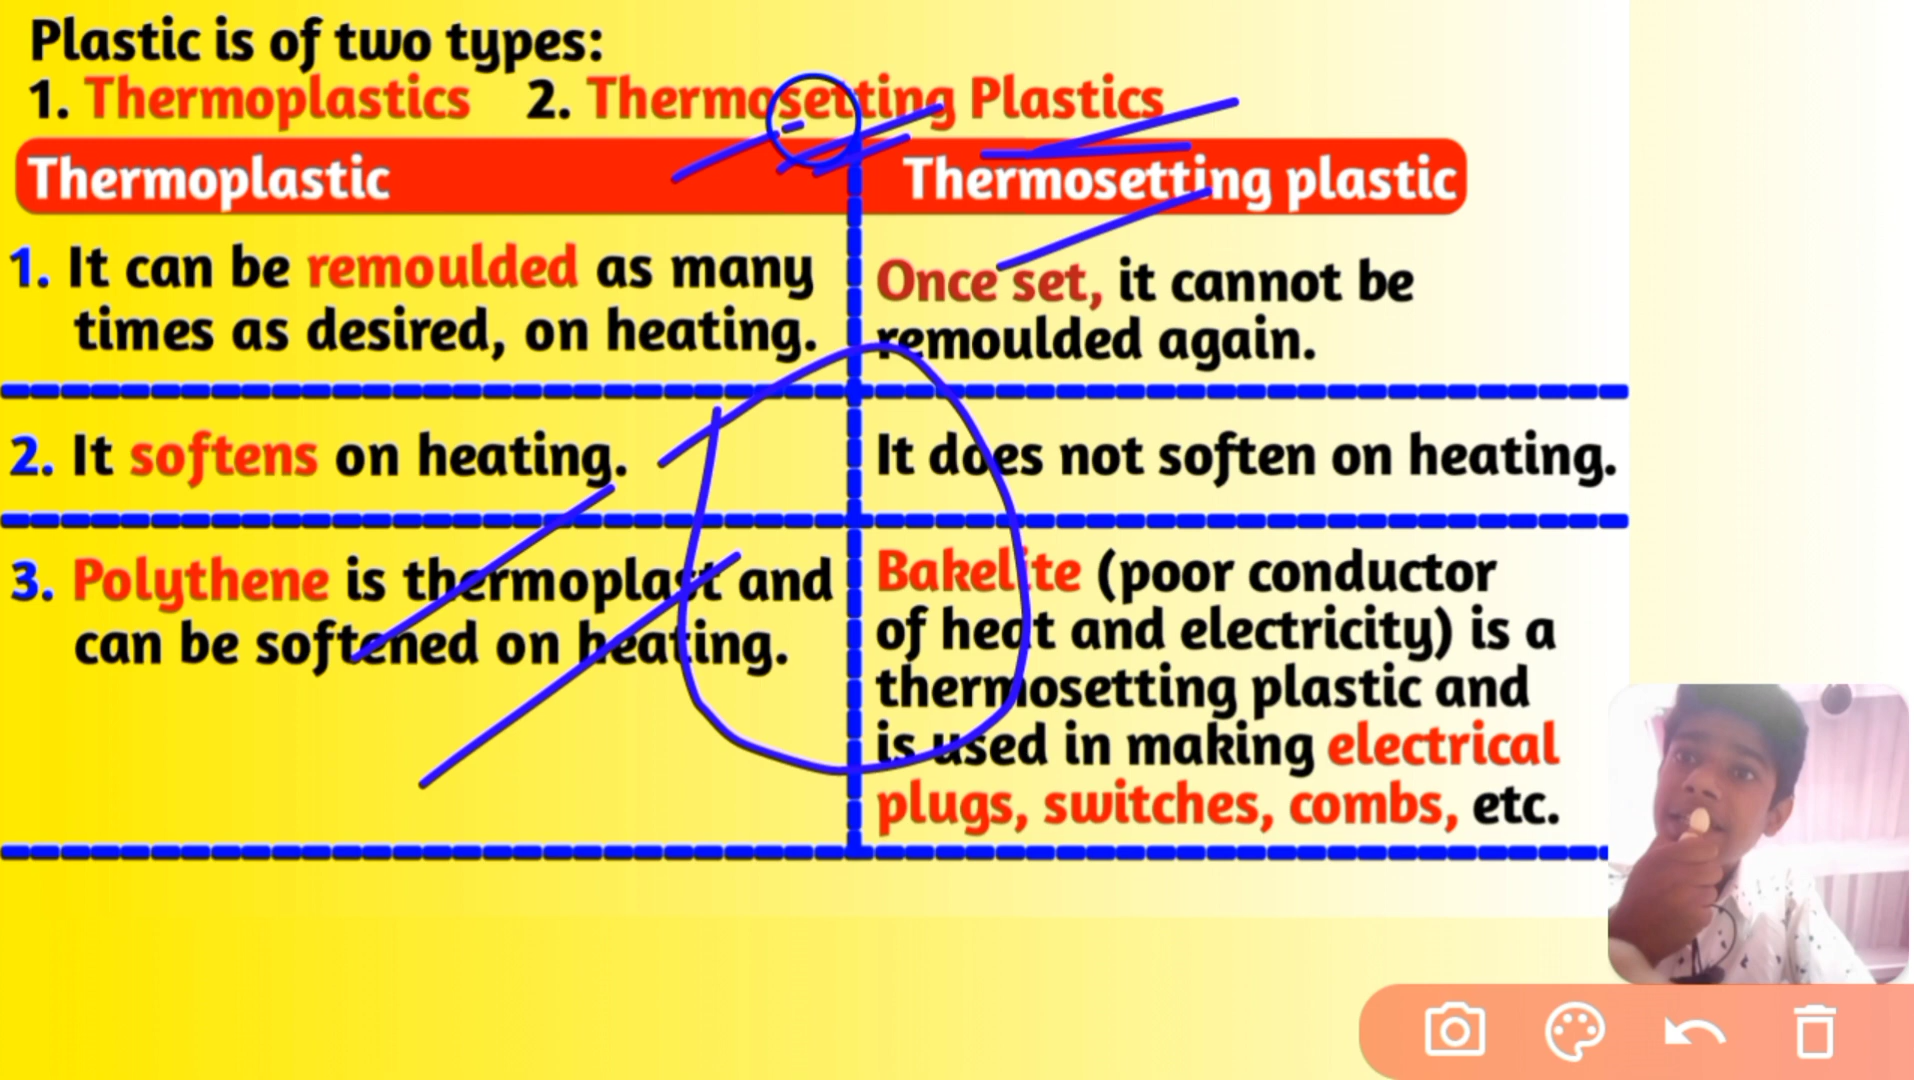 Plastic is of two types:
1. Thermoplastics 2. Thermosetting Plastics
Thermoplastic
Thermosetting plastic
1. It can be remoulded as many
times as desired, on heating.
Once set, it cannot be
remoulded again.
2. It softens on heating.
It does not soften on heating.
3. Polythene is thermoplast and
can be softened on heating.
Bakelite (poor conductor
of heat and electricity) is a
thermosetting plastic and
is used in making electrical
plugs, switches, combs, etc.